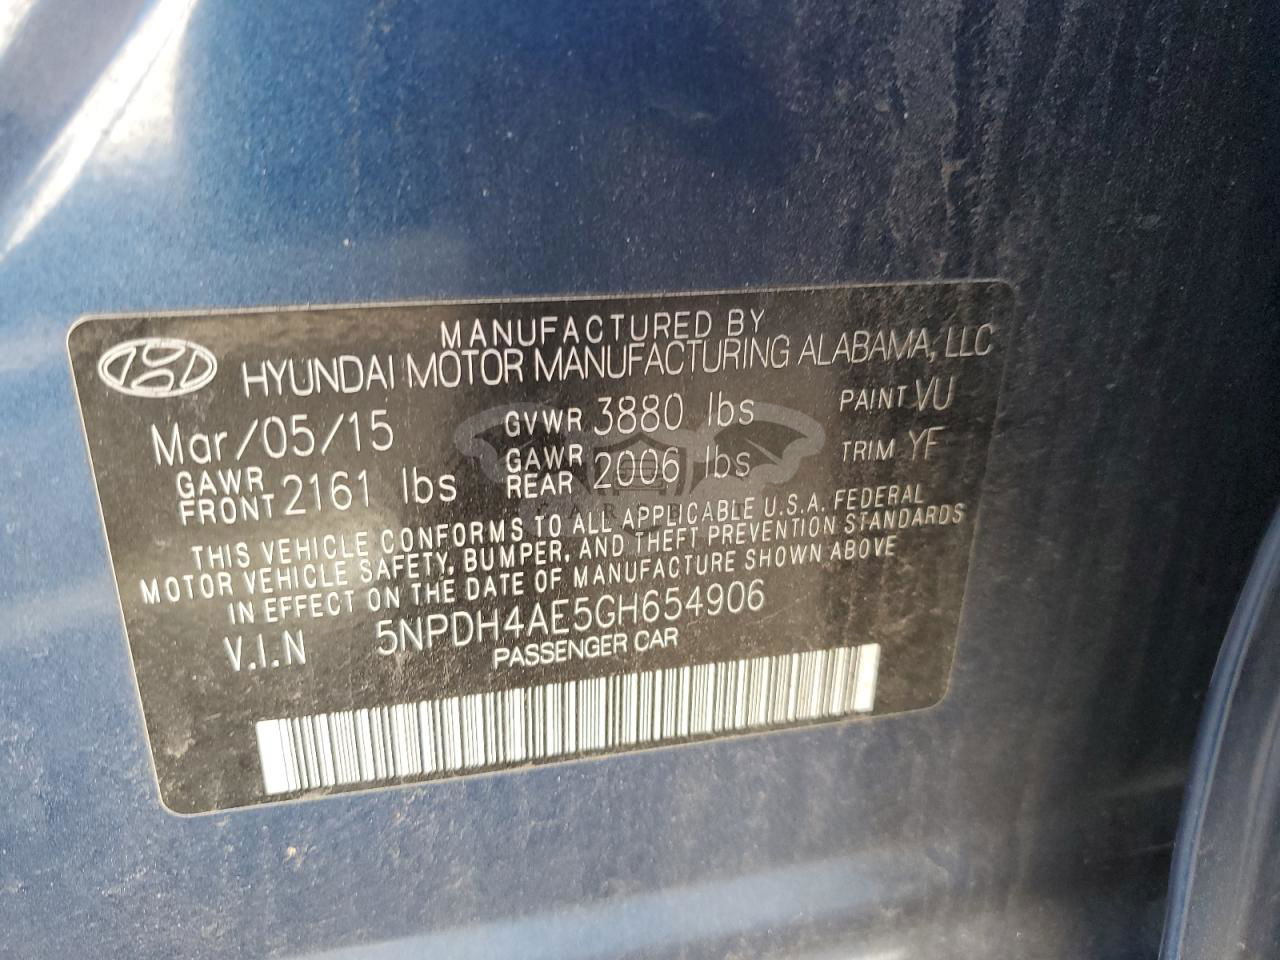 MANUFACTURED BY
HYUNDAI MOTOR MANUFACTURING ALABAMA, LLC
Mar/05/15 GVWR 3880 lbs PAINT VU
GAWR FRONT 2161 lbs GAWR REAR 2006 lbs TRIM YF
THIS VEHICLE CONFORMS TO ALL APPLICABLE U.S.A. FEDERAL
MOTOR VEHICLE SAFETY, BUMPER, AND THEFT PREVENTION STANDARDS
IN EFFECT ON THE DATE OF MANUFACTURE SHOWN ABOVE
V.I.N 5NPDH4AE5GH654906
PASSENGER CAR